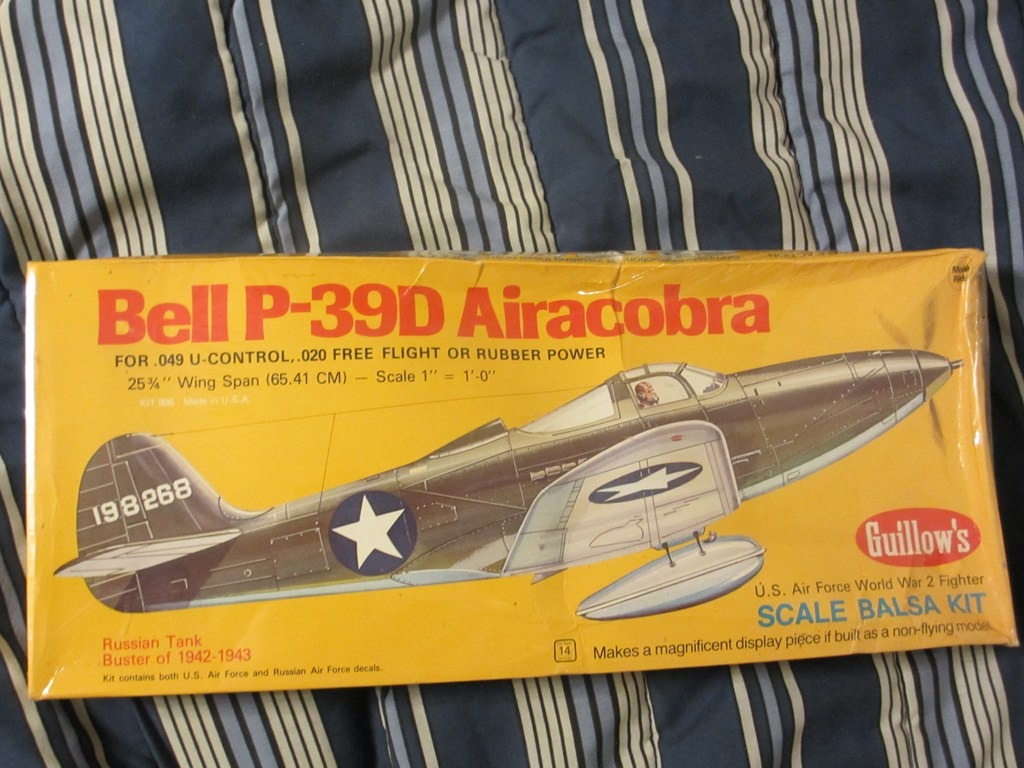 Bell P-39D Airacobra
FOR .049 U-CONTROL, .020 FREE FLIGHT OR RUBBER POWER
25¾" Wing Span (65.41 CM) — Scale 1" = 1'-0"
KIT Made in U.S.A.
198268
Guillow's
U.S. Air Force World War 2 Fighter
SCALE BALSA KIT
Russian Tank
Buster of 1942-1943
14
Makes a magnificent display piece if built as a non-flying model
Kit contains both U.S. Air Force and Russian Air Force decals.